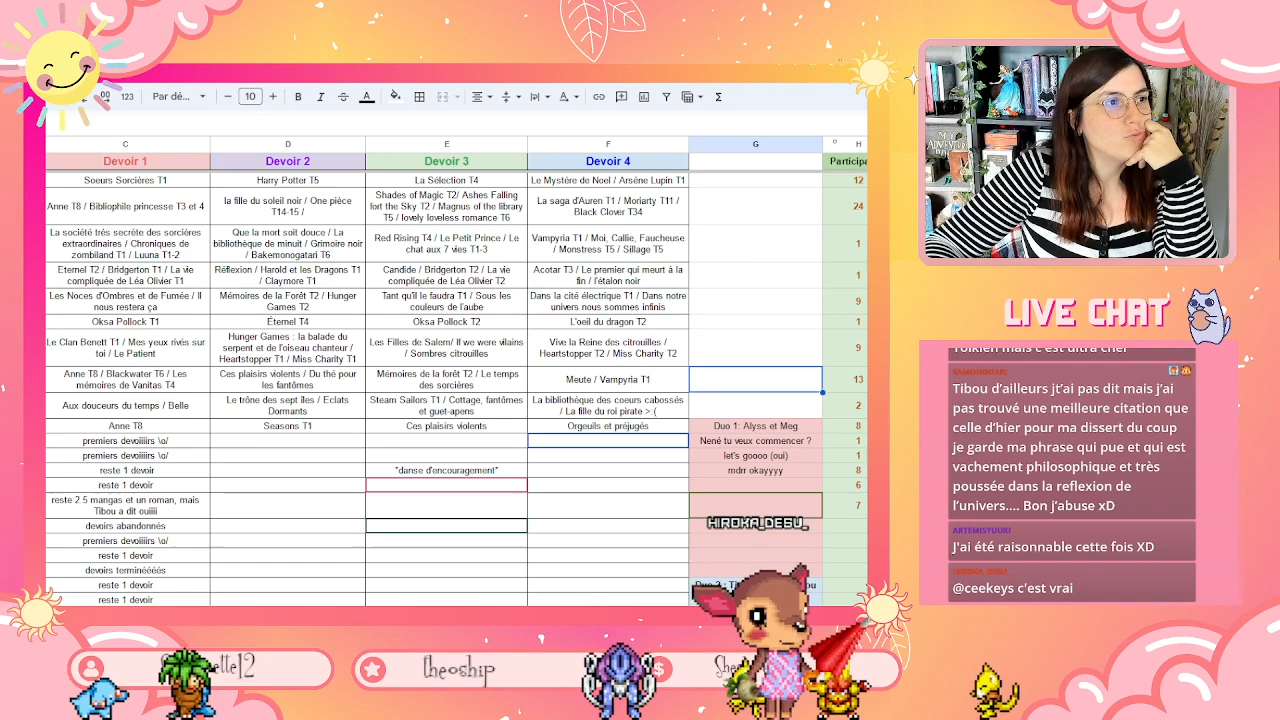 123 Par dé... 10
C D E F G H
Devoir 1 Devoir 2 Devoir 3 Devoir 4 Participa
Soeurs Sorcières T1 Harry Potter T5 La Sélection T4 Le Mystère de Noel / Arsène Lupin T1 12
Anne T8 / Bibliophile princesse T3 et 4
la fille du soleil noir / One pièce
T14-15 /
Shades of Magic T2/ Ashes Falling
fort the Sky T2 / Magnus of the library
T5 / lovely loveless romance T6
La saga d'Auren T1 / Moriarty T11 /
Black Clover T34
24
La société très secrète des sorcières
extraordinaires / Chroniques de
zombiland T1 / Luuna T1-2
Que la mort soit douce / La
bibliothèque de minuit / Grimoire noir
/ Bakemonogatari T6
Red Rising T4 / Le Petit Prince / Le
chat aux 7 vies T1-3
Vampyria T1 / Moi, Callie, Faucheuse
/ Monstress T5 / Sillage T5
1
Eternel T2 / Bridgerton T1 / La vie
compliquée de Léa Olivier T1
Réflexion / Harold et les Dragons T1
/ Claymore T1
Candide / Bridgerton T2 / La vie
compliquée de Léa Olivier T2
Acotar T3 / Le premier qui meurt à la
fin / l'étalon noir
1
Les Noces d'Ombres et de Fumée / Il
nous restera ça
Mémoires de la Forêt T2 / Hunger
Games T2
Tant qu'il le faudra T1 / Sous les
couleurs de l'aube
Dans la cité électrique T1 / Dans notre
univers nous sommes infinis
9
Oksa Pollock T1 Éternel T4 Oksa Pollock T2 L'oeil du dragon T2 1
Le Clan Benett T1 / Mes yeux rivés sur
toi / Le Patient
Hunger Games : la balade du
serpent et de l'oiseau chanteur /
Heartstopper T1 / Miss Charity T1
Les Filles de Salem/ If we were vilains
/ Sombres citrouilles
Vive la Reine des citrouilles /
Heartstopper T2 / Miss Charity T2
9
Anne T8 / Blackwater T6 / Les
mémoires de Vanitas T4
Ces plaisirs violents / Du thé pour
les fantômes
Mémoires de la forêt T2 / Le temps
des sorcières
Meute / Vampyria T1
13
Aux douceurs du temps / Belle
Le trône des sept îles / Eclats
Dormants
Steam Sailors T1 / Cottage, fantômes
et guet-apens
La bibliothèque des coeurs cabossés
/ La fille du roi pirate >:(
2
Anne T8 Seasons T1 Ces plaisirs violents Orgeuils et préjugés Duo 1: Alyss et Meg 8
premiers devoiiiirs \o/ Nené tu veux commencer ? 1
premiers devoiiiirs \o/ let's goooo (oui) 1
reste 1 devoir *danse d'encouragement* mdrr okayyyy 8
reste 1 devoir 6
reste 2.5 mangas et un roman, mais
Tibou a dit ouiiii
7
devoirs abandonnés
premiers devoiiiirs \o/
reste 1 devoir
devoirs terminéééés
reste 1 devoir
reste 1 devoir
HIROKA_DESU_
MY
ADVENTURE
LIVE CHAT
Tolkien mais c'est ultra cher
Tibou d'ailleurs jt'ai pas dit mais j'ai
pas trouvé une meilleure citation que
celle d'hier pour ma dissert du coup
je garde ma phrase qui pue et qui est
vachement philosophique et très
poussée dans la reflexion de
l'univers.... Bon j'abuse xD
ARTEMISYUUKI
J'ai été raisonnable cette fois XD
HIROKA_DESU_
@ceekeys c'est vrai
theoship